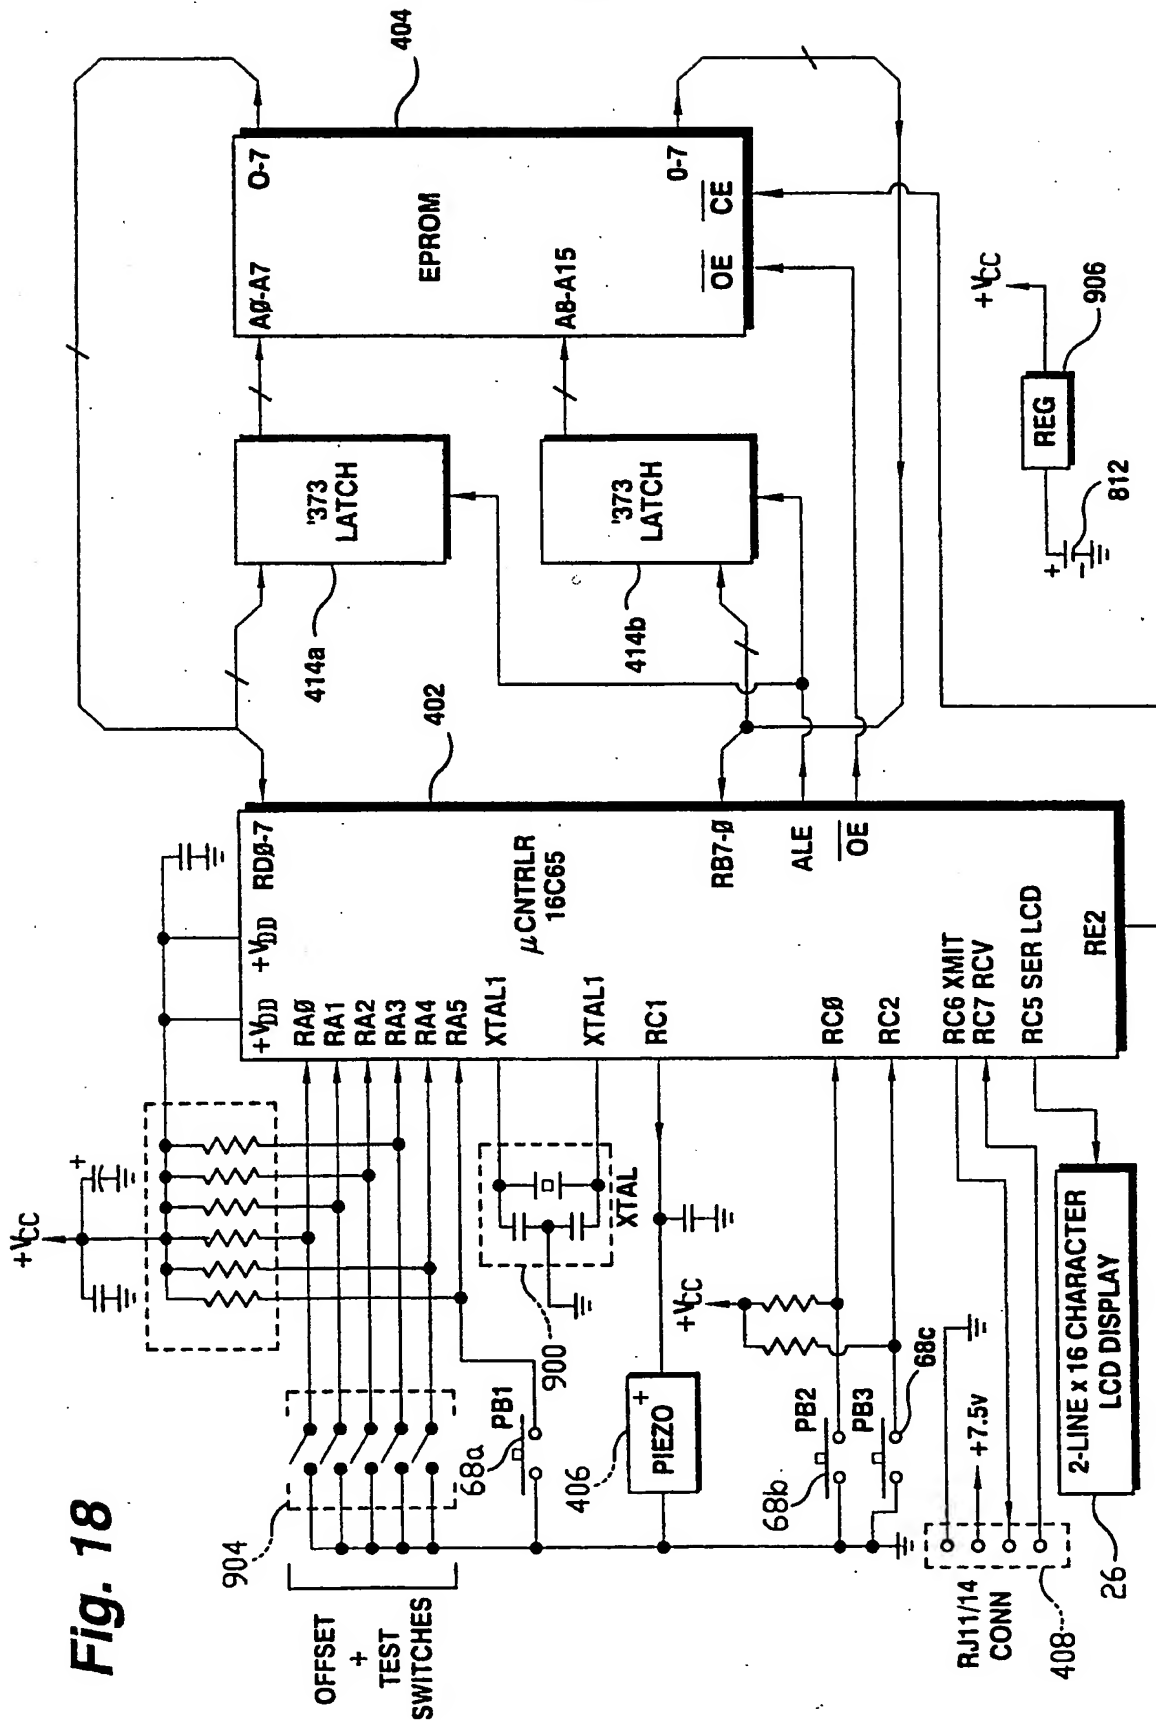 Fig. 18
OFFSET
+
TEST
SWITCHES
904
+VCC
+
+VDD
+VDD
RDØ-7
RAØ
RA1
RA2
RA3
RA4
RA5
XTAL1
XTAL1
RC1
RCØ
RC2
RC6 XMIT
RC7 RCV
RC5 SER LCD
RE2
µCNTRLR
16C65
RB7-Ø
ALE
OE
402
68a
PB1
900
XTAL
406
PIEZO
+
+VCC
68b
PB2
PB3
68c
RJ11/14
CONN
408
+7.5V
26
2-LINE x 16 CHARACTER
LCD DISPLAY
414a
'373
LATCH
414b
'373
LATCH
AØ-A7
O-7
EPROM
A8-A15
0-7
OE
CE
404
812
+
-
REG
906
+VCC